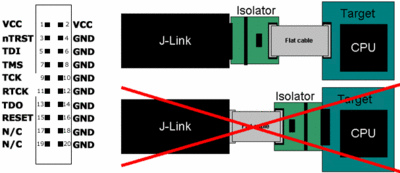 VCC 1 2 VCC
nTRST 3 4 GND
TDI 5 6 GND
TMS 7 8 GND
TCK 9 10 GND
RTCK 11 12 GND
TDO 13 14 GND
RESET 15 16 GND
N/C 17 18 GND
N/C 19 20 GND
Isolator
Target
J-Link
Flat cable
CPU
Isolator
Target
J-Link
Flat cable
CPU